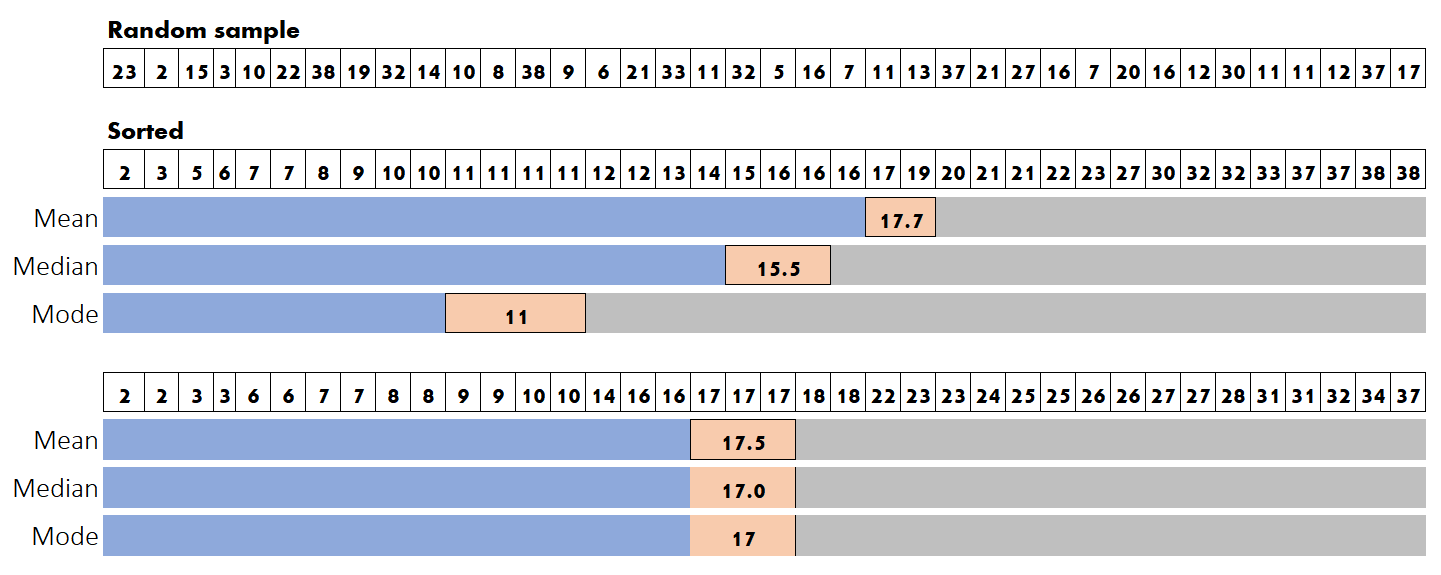 Random sample
23 2 15 3 10 22 38 19 32 14 10 8 38 9 6 21 33 11 32 5 16 7 11 13 37 21 27 16 7 20 16 12 30 11 11 12 37 17
Sorted
2 3 5 6 7 7 8 9 10 10 11 11 11 11 12 12 13 14 15 16 16 16 17 19 20 21 21 22 23 27 30 32 32 33 37 37 38 38
Mean 17.7
Median 15.5
Mode 11
2 2 3 3 6 6 7 7 8 8 9 9 10 10 14 16 16 17 17 17 18 18 22 23 23 24 25 25 26 26 27 27 28 31 31 32 34 37
Mean 17.5
Median 17.0
Mode 17